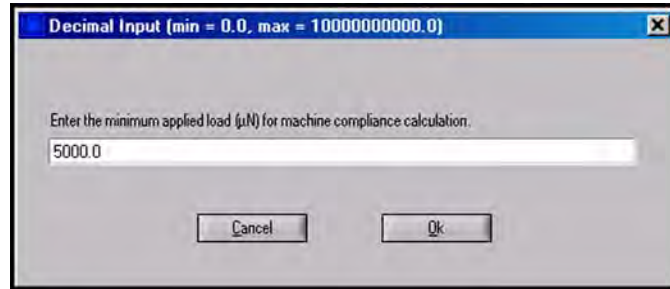 Decimal Input (min = 0.0, max = 10000000000.0)
Enter the minimum applied load (µN) for machine compliance calculation.
5000.0
Cancel Ok